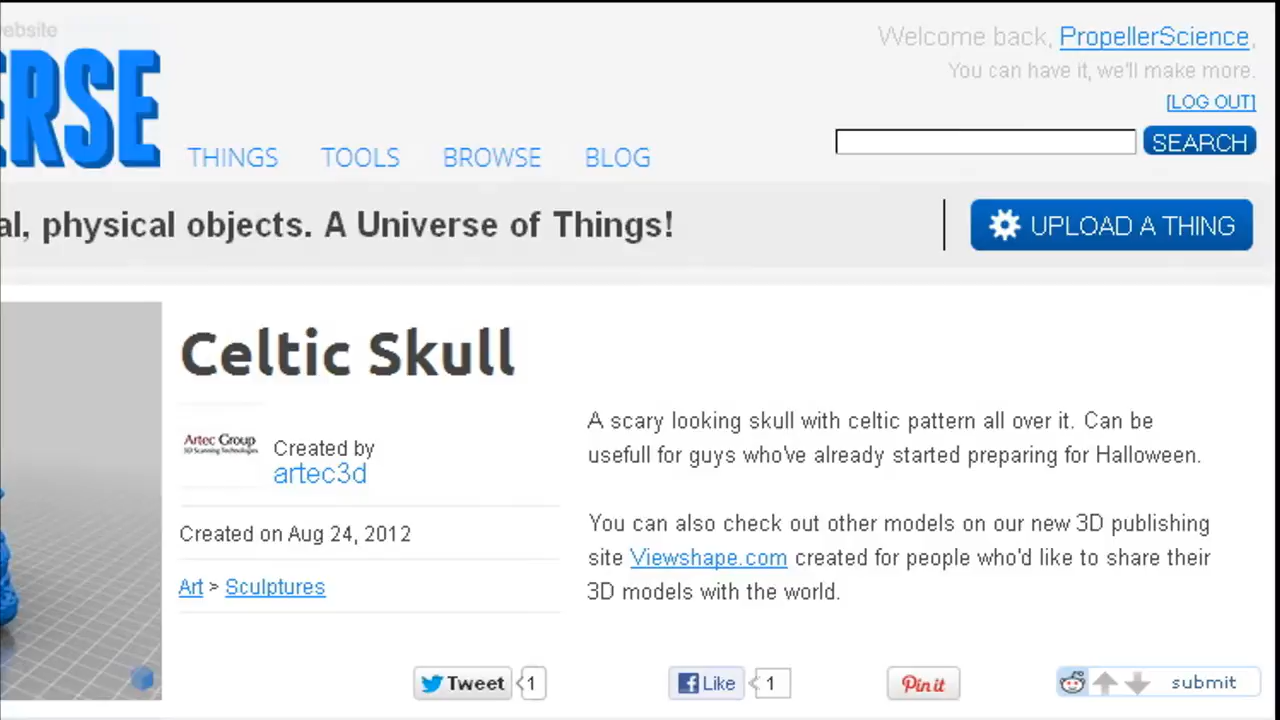 ebsite
ERSE
Welcome back, PropellerScience,
You can have it, we'll make more.
[LOG OUT]
THINGS TOOLS BROWSE BLOG
SEARCH
al, physical objects. A Universe of Things!
UPLOAD A THING
Celtic Skull
Artec Group
3D Scanning Technologies
Created by
artec3d
Created on Aug 24, 2012
Art > Sculptures
A scary looking skull with celtic pattern all over it. Can be
usefull for guys who've already started preparing for Halloween.
You can also check out other models on our new 3D publishing
site Viewshape.com created for people who'd like to share their
3D models with the world.
Tweet 1
Like 1
Pin it
submit